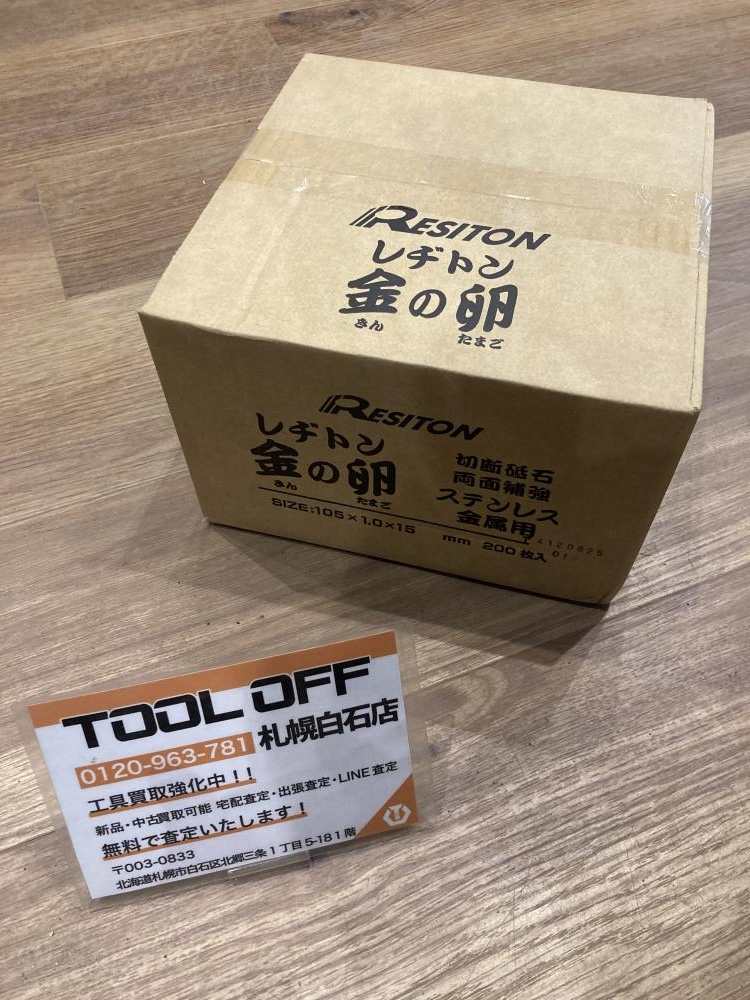 RESITON
レヂトン
金の卵
きん たまご
RESITON
レヂトン
金の卵
きん たまご
切断砥石
両面補強
ステンレス
金属用
SIZE:105×1.0×15 mm 200枚入
4120825
01
TOOL OFF
0120-963-781 札幌白石店
工具買取強化中!!
新品・中古買取可能 宅配査定・出張査定・LINE査定
無料で査定いたします!
〒003-0833
北海道札幌市白石区北郷三条1丁目5-18 1階